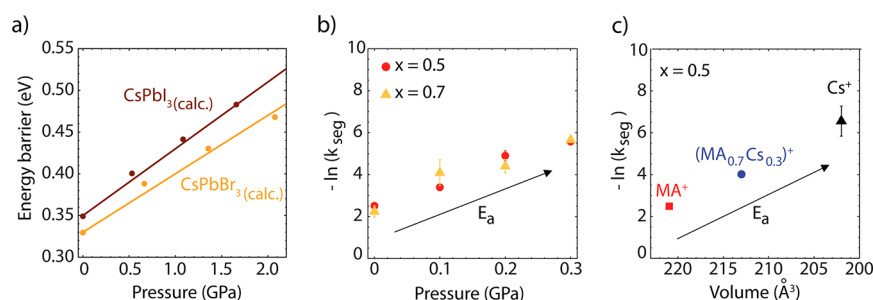 a)
0.55
0.50
0.45
0.40
0.35
0.30
Energy barrier (eV)
CsPbI3(calc.)
CsPbBr3(calc.)
0 0.5 1.0 1.5 2.0
Pressure (GPa)
b)
10
8
6
4
2
0
- ln (kseg)
x = 0.5
x = 0.7
Ea
0 0.1 0.2 0.3
Pressure (GPa)
c)
10
8
6
4
2
0
- ln (kseg)
x = 0.5
Cs+
(MA0.7Cs0.3)+
MA+
Ea
220 215 210 205 200
Volume (Å3)